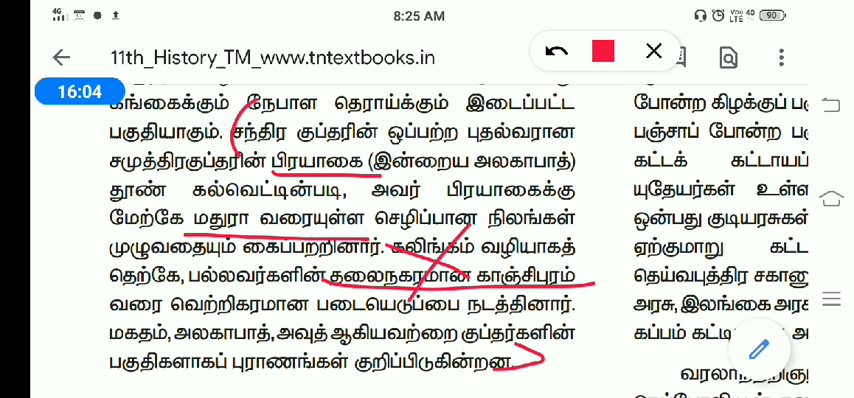 8:25 AM
90
11th_History_TM_www.tntextbooks.in
16:04
கங்கைக்கும் நேபாள தெராய்க்கும் இடைப்பட்ட
பகுதியாகும். சந்திர குப்தரின் ஒப்பற்ற புதல்வரான
சமுத்திரகுப்தரின் பிரயாகை (இன்றைய அலகாபாத்)
தூண் கல்வெட்டின்படி, அவர் பிரயாகைக்கு
மேற்கே மதுரா வரையுள்ள செழிப்பான நிலங்கள்
முழுவதையும் கைப்பற்றினார். கலிங்கம் வழியாகத்
தெற்கே, பல்லவர்களின் தலைநகரமான காஞ்சிபுரம்
வரை வெற்றிகரமான படையெடுப்பை நடத்தினார்.
மகதம், அலகாபாத், அவுத் ஆகியவற்றை குப்தர்களின்
பகுதிகளாகப் புராணங்கள் குறிப்பிடுகின்றன.
போன்ற கிழக்குப்
பஞ்சாப் போன்ற
கட்டக் கட்டாயப்
யுதேயர்கள் உள்ள
ஒன்பது குடியரசுகள்
ஏற்குமாறு கட்ட
தெய்வபுத்திர சகானு
அரசு, இலங்கை அரச
கப்பம்